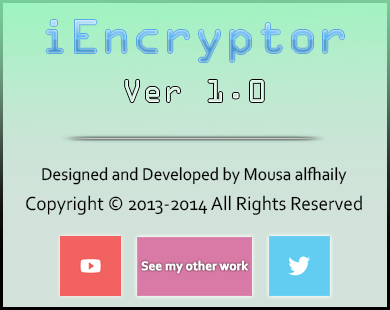 iEncryptor
Ver 1.0
Designed and Developed by Mousa alfhaily
Copyright © 2013-2014 All Rights Reserved
See my other work